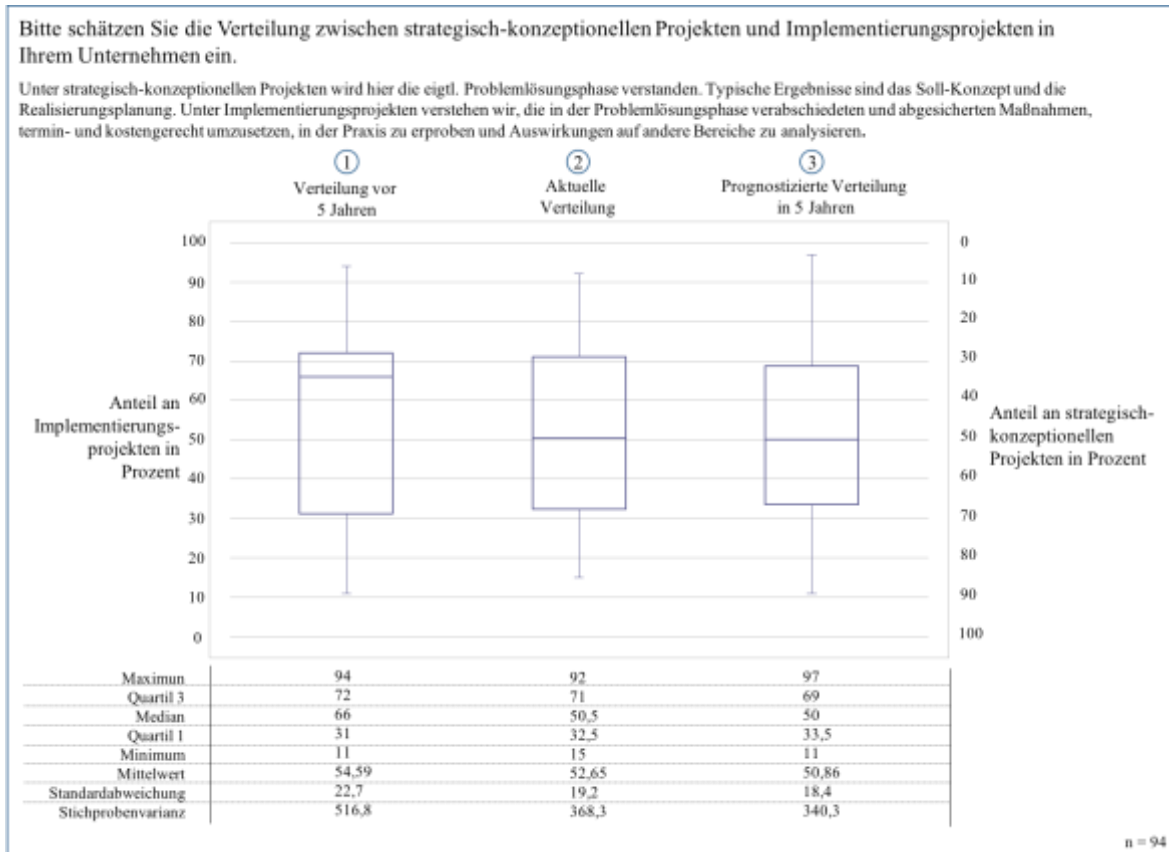 Bitte schätzen Sie die Verteilung zwischen strategisch-konzeptionellen Projekten und Implementierungsprojekten in
Ihrem Unternehmen ein.
Unter strategisch-konzeptionellen Projekten wird hier die eigtl. Problemlösungsphase verstanden. Typische Ergebnisse sind das Soll-Konzept und die
Realisierungsplanung. Unter Implementierungsprojekten verstehen wir, die in der Problemlösungsphase verabschiedeten und abgesicherten Maßnahmen,
termin- und kostengerecht umzusetzen, in der Praxis zu erproben und Auswirkungen auf andere Bereiche zu analysieren.
1 2 3
Verteilung vor Aktuelle Prognostizierte Verteilung
5 Jahren Verteilung in 5 Jahren
100 0
90 10
80 20
70 30
60 40
50 50
40 60
30 70
20 80
10 90
0 100
Anteil an
Implementierungs-
projekten in
Prozent
Anteil an strategisch-
konzeptionellen
Projekten in Prozent
Maximun 94 92 97
Quartil 3 72 71 69
Median 66 50,5 50
Quartil 1 31 32,5 33,5
Minimum 11 15 11
Mittelwert 54,59 52,65 50,86
Standardabweichung 22,7 19,2 18,4
Stichprobenvarianz 516,8 368,3 340,3
n = 94